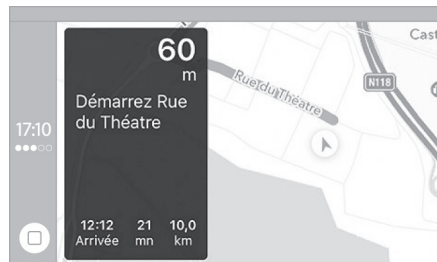 60
m
Démarrez Rue
du Théatre
17:10
12:12 21 10,0
Arrivée mn km
Rue du Théatre
N118
Cast